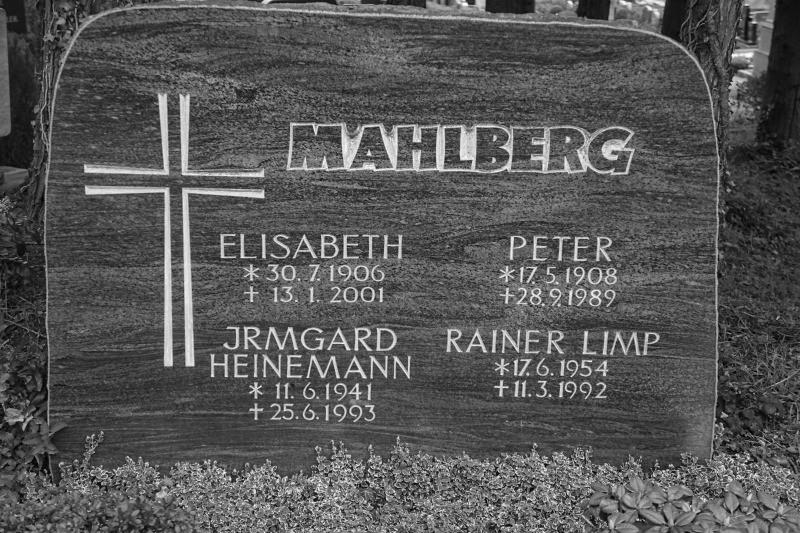 MAHLBERG
ELISABETH
* 30. 7. 1906
+ 13. 1. 2001
PETER
* 17. 5. 1908
+ 28. 9. 1989
JRMGARD
HEINEMANN
* 11. 6. 1941
+ 25. 6. 1993
RAINER LIMP
* 17. 6. 1954
+ 11. 3. 1992